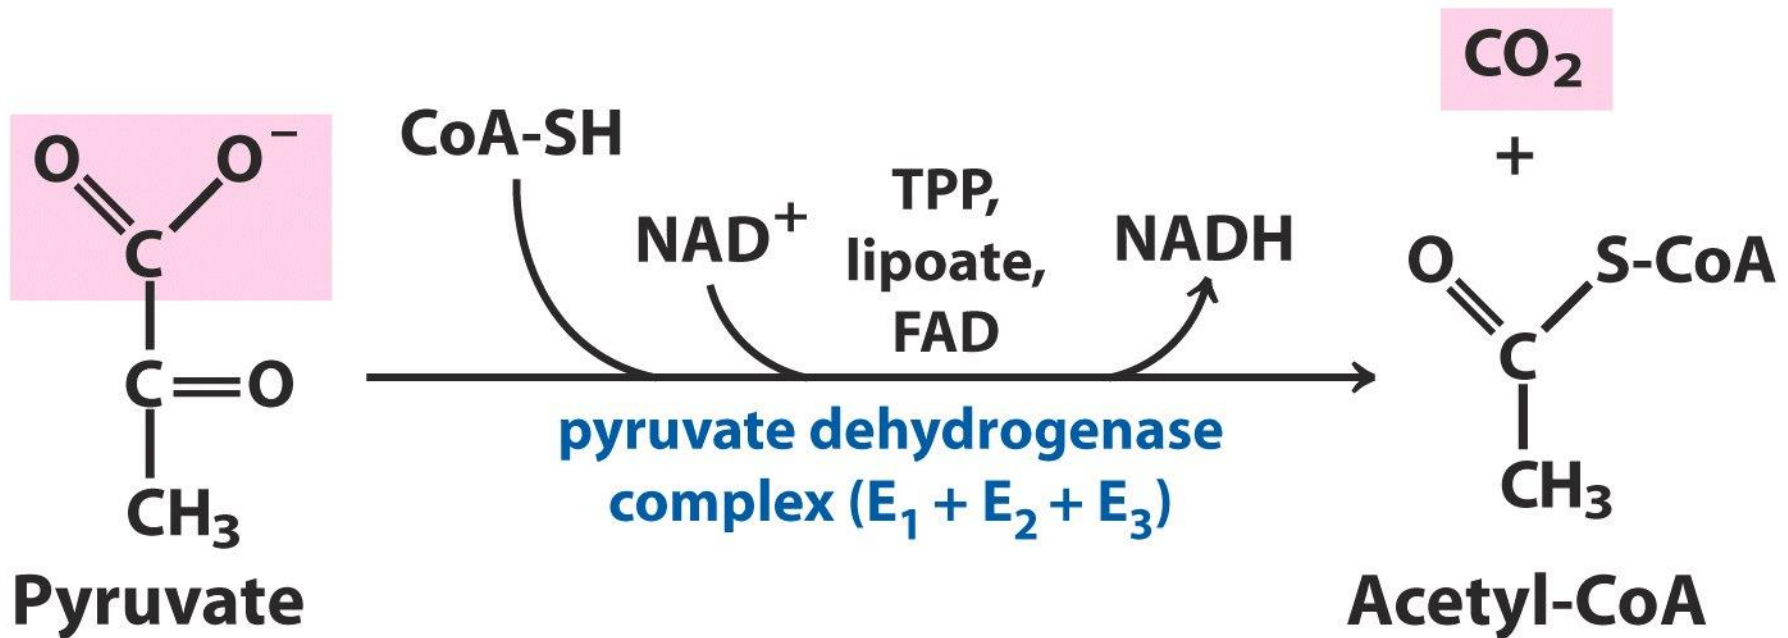 O O⁻
C
C=O
CH₃
Pyruvate
CoA-SH
NAD⁺
TPP,
lipoate,
FAD
NADH
pyruvate dehydrogenase
complex (E₁ + E₂ + E₃)
CO₂
+
O S-CoA
C
CH₃
Acetyl-CoA